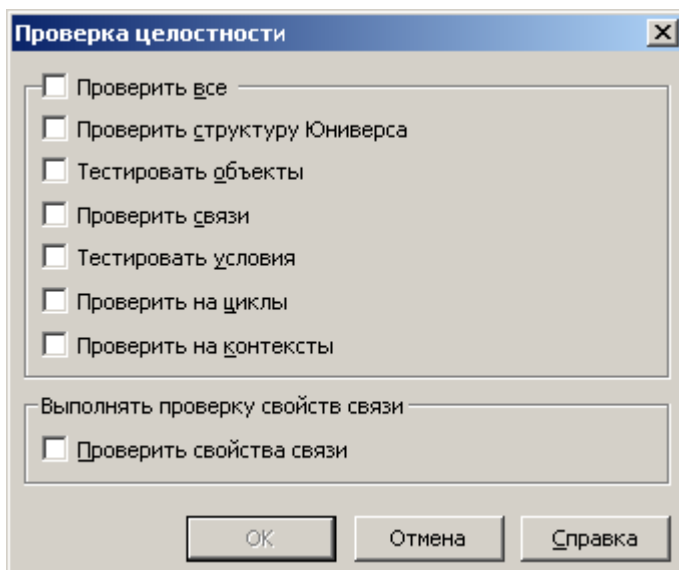 Проверка целостности
Проверить все
Проверить структуру Юниверса
Тестировать объекты
Проверить связи
Тестировать условия
Проверить на циклы
Проверить на контексты
Выполнять проверку свойств связи
Проверить свойства связи
OK
Отмена
Справка